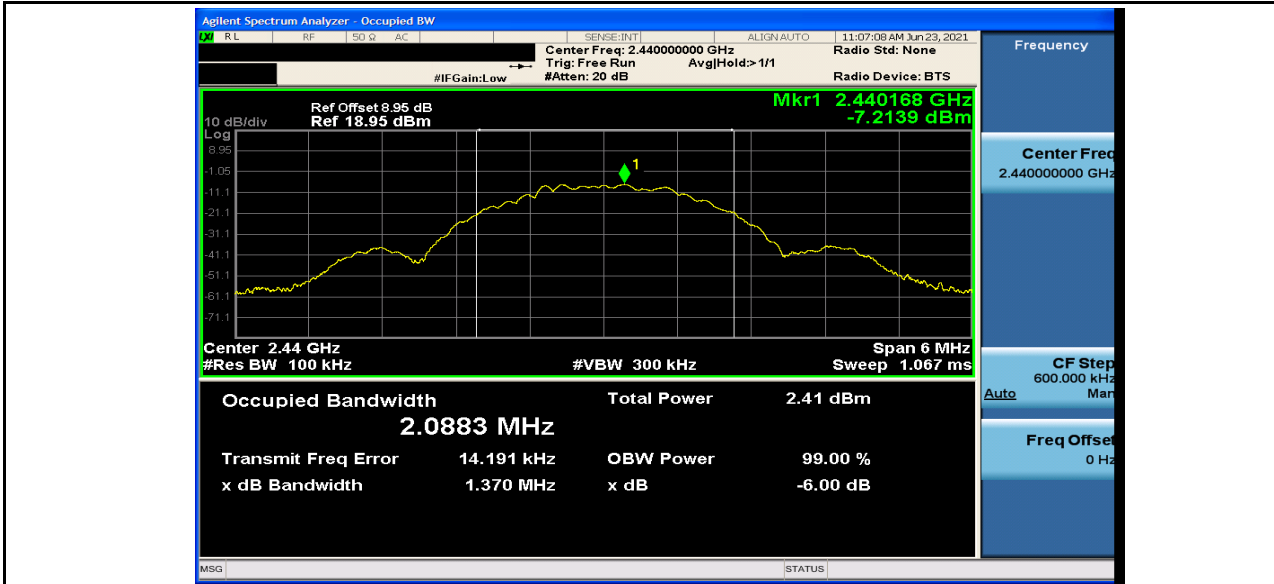 Agilent Spectrum Analyzer - Occupied BW
LXI RL RF 50 Ω AC SENSE:INT ALIGNAUTO 11:07:08 AM Jun 23, 2021
Center Freq: 2.440000000 GHz Radio Std: None
Trig: Free Run Avg|Hold:>1/1
#IFGain:Low #Atten: 20 dB Radio Device: BTS
Frequency
Mkr1 2.440168 GHz
-7.2139 dBm
Ref Offset 8.95 dB
10 dB/div Ref 18.95 dBm
Log
8.95
-1.05
-11.1
-21.1
-31.1
-41.1
-51.1
-61.1
-71.1
1
Center 2.44 GHz Span 6 MHz
#Res BW 100 kHz #VBW 300 kHz Sweep 1.067 ms
Occupied Bandwidth Total Power 2.41 dBm
2.0883 MHz
Transmit Freq Error 14.191 kHz OBW Power 99.00 %
x dB Bandwidth 1.370 MHz x dB -6.00 dB
Center Freq
2.440000000 GHz
CF Step
600.000 kHz
Auto Man
Freq Offset
0 Hz
MSG STATUS